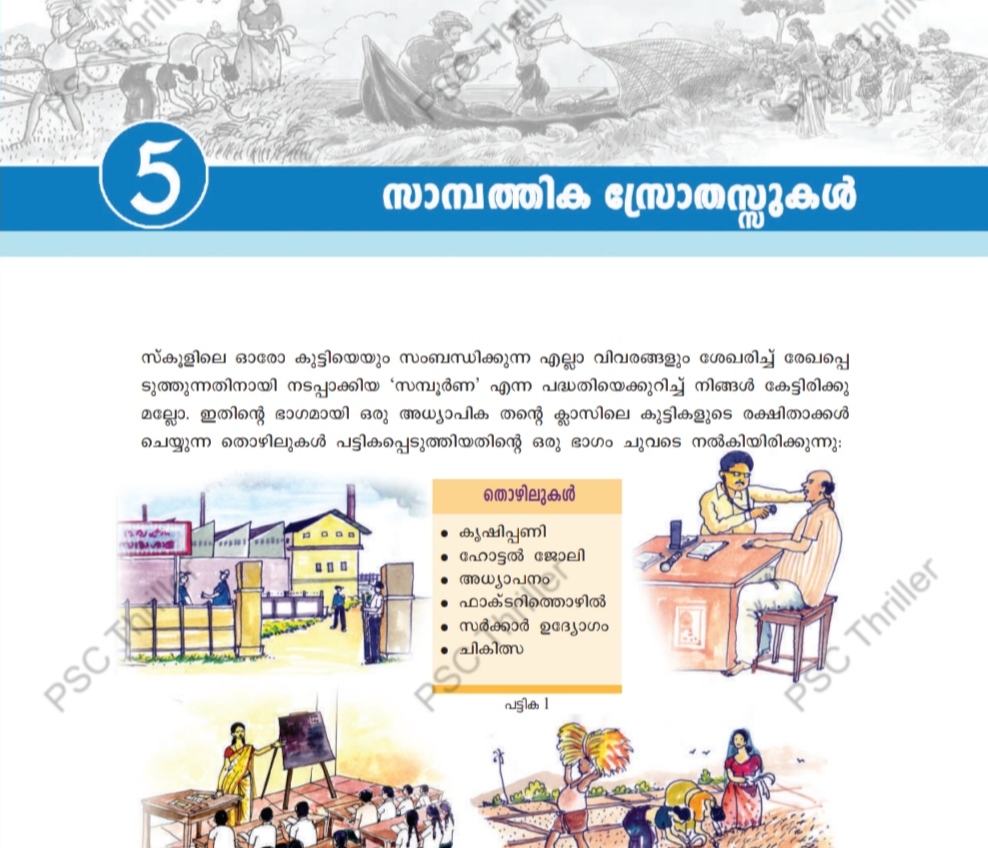 PSC Thriller PSC Thriller PSC Thriller
5
സാമ്പത്തിക സ്രോതസ്സുകൾ
സ്കൂളിലെ ഓരോ കുട്ടിയെയും സംബന്ധിക്കുന്ന എല്ലാ വിവരങ്ങളും ശേഖരിച്ച് രേഖപ്പെ
ടുത്തുന്നതിനായി നടപ്പാക്കിയ ‘സമ്പൂർണ’ എന്ന പദ്ധതിയെക്കുറിച്ച് നിങ്ങൾ കേട്ടിരിക്കു
മല്ലോ. ഇതിന്റെ ഭാഗമായി ഒരു അധ്യാപിക തന്റെ ക്ലാസിലെ കുട്ടികളുടെ രക്ഷിതാക്കൾ
ചെയ്യുന്ന തൊഴിലുകൾ പട്ടികപ്പെടുത്തിയതിന്റെ ഒരു ഭാഗം ചുവടെ നൽകിയിരിക്കുന്നു:
തൊഴിലുകൾ
• കൃഷിപ്പണി
• ഹോട്ടൽ ജോലി
• അധ്യാപനം
• ഫാക്ടറിത്തൊഴിൽ
• സർക്കാർ ഉദ്യോഗം
• ചികിത്സ
PSC Thriller PSC Thriller PSC Thriller
പട്ടിക 1